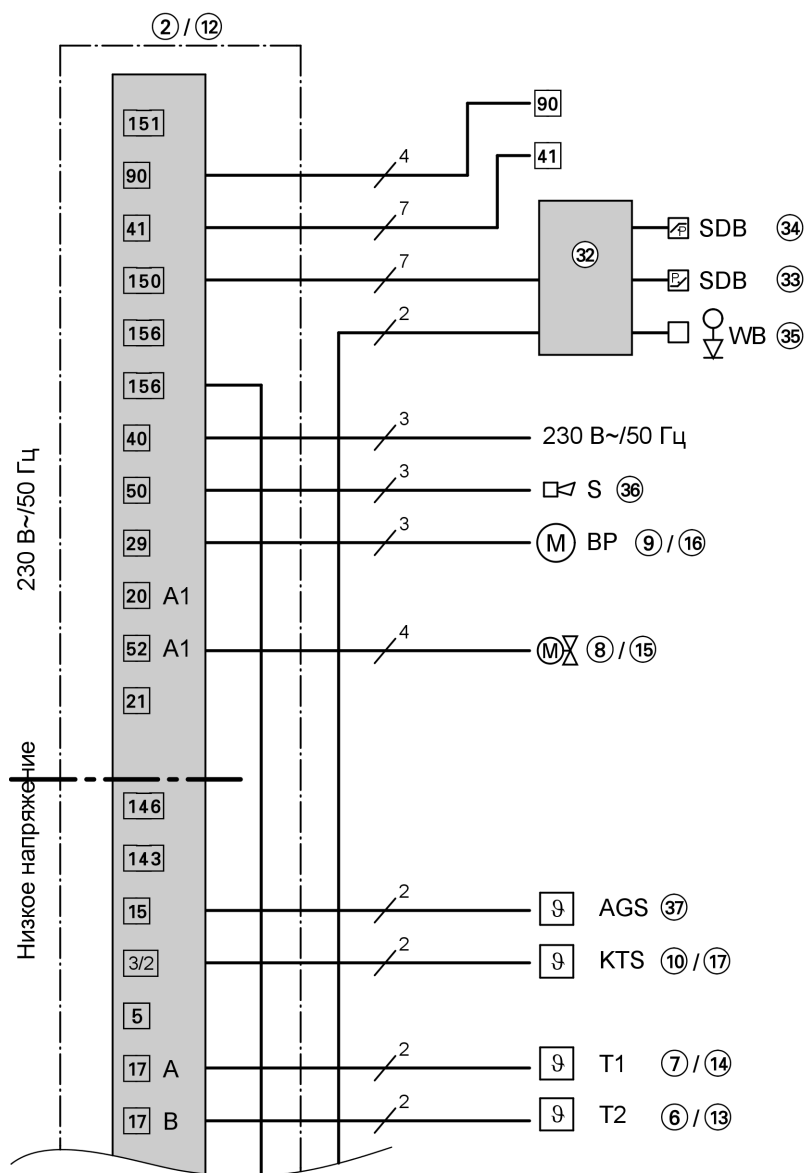 2 / 12
151
90
90
4
41
41
7
150
7
32
SDB 34
SDB 33
156
2
WB 35
156
40
3
230 В~/50 Гц
50
3
S 36
29
3
M BP 9 / 16
20 A1
52 A1
4
M 8 / 15
21
230 В~/50 Гц
Низкое напряжение
146
143
15
2
ϑ AGS 37
3/2
2
ϑ KTS 10 / 17
5
17 A
2
ϑ T1 7 / 14
17 B
2
ϑ T2 6 / 13
P
P